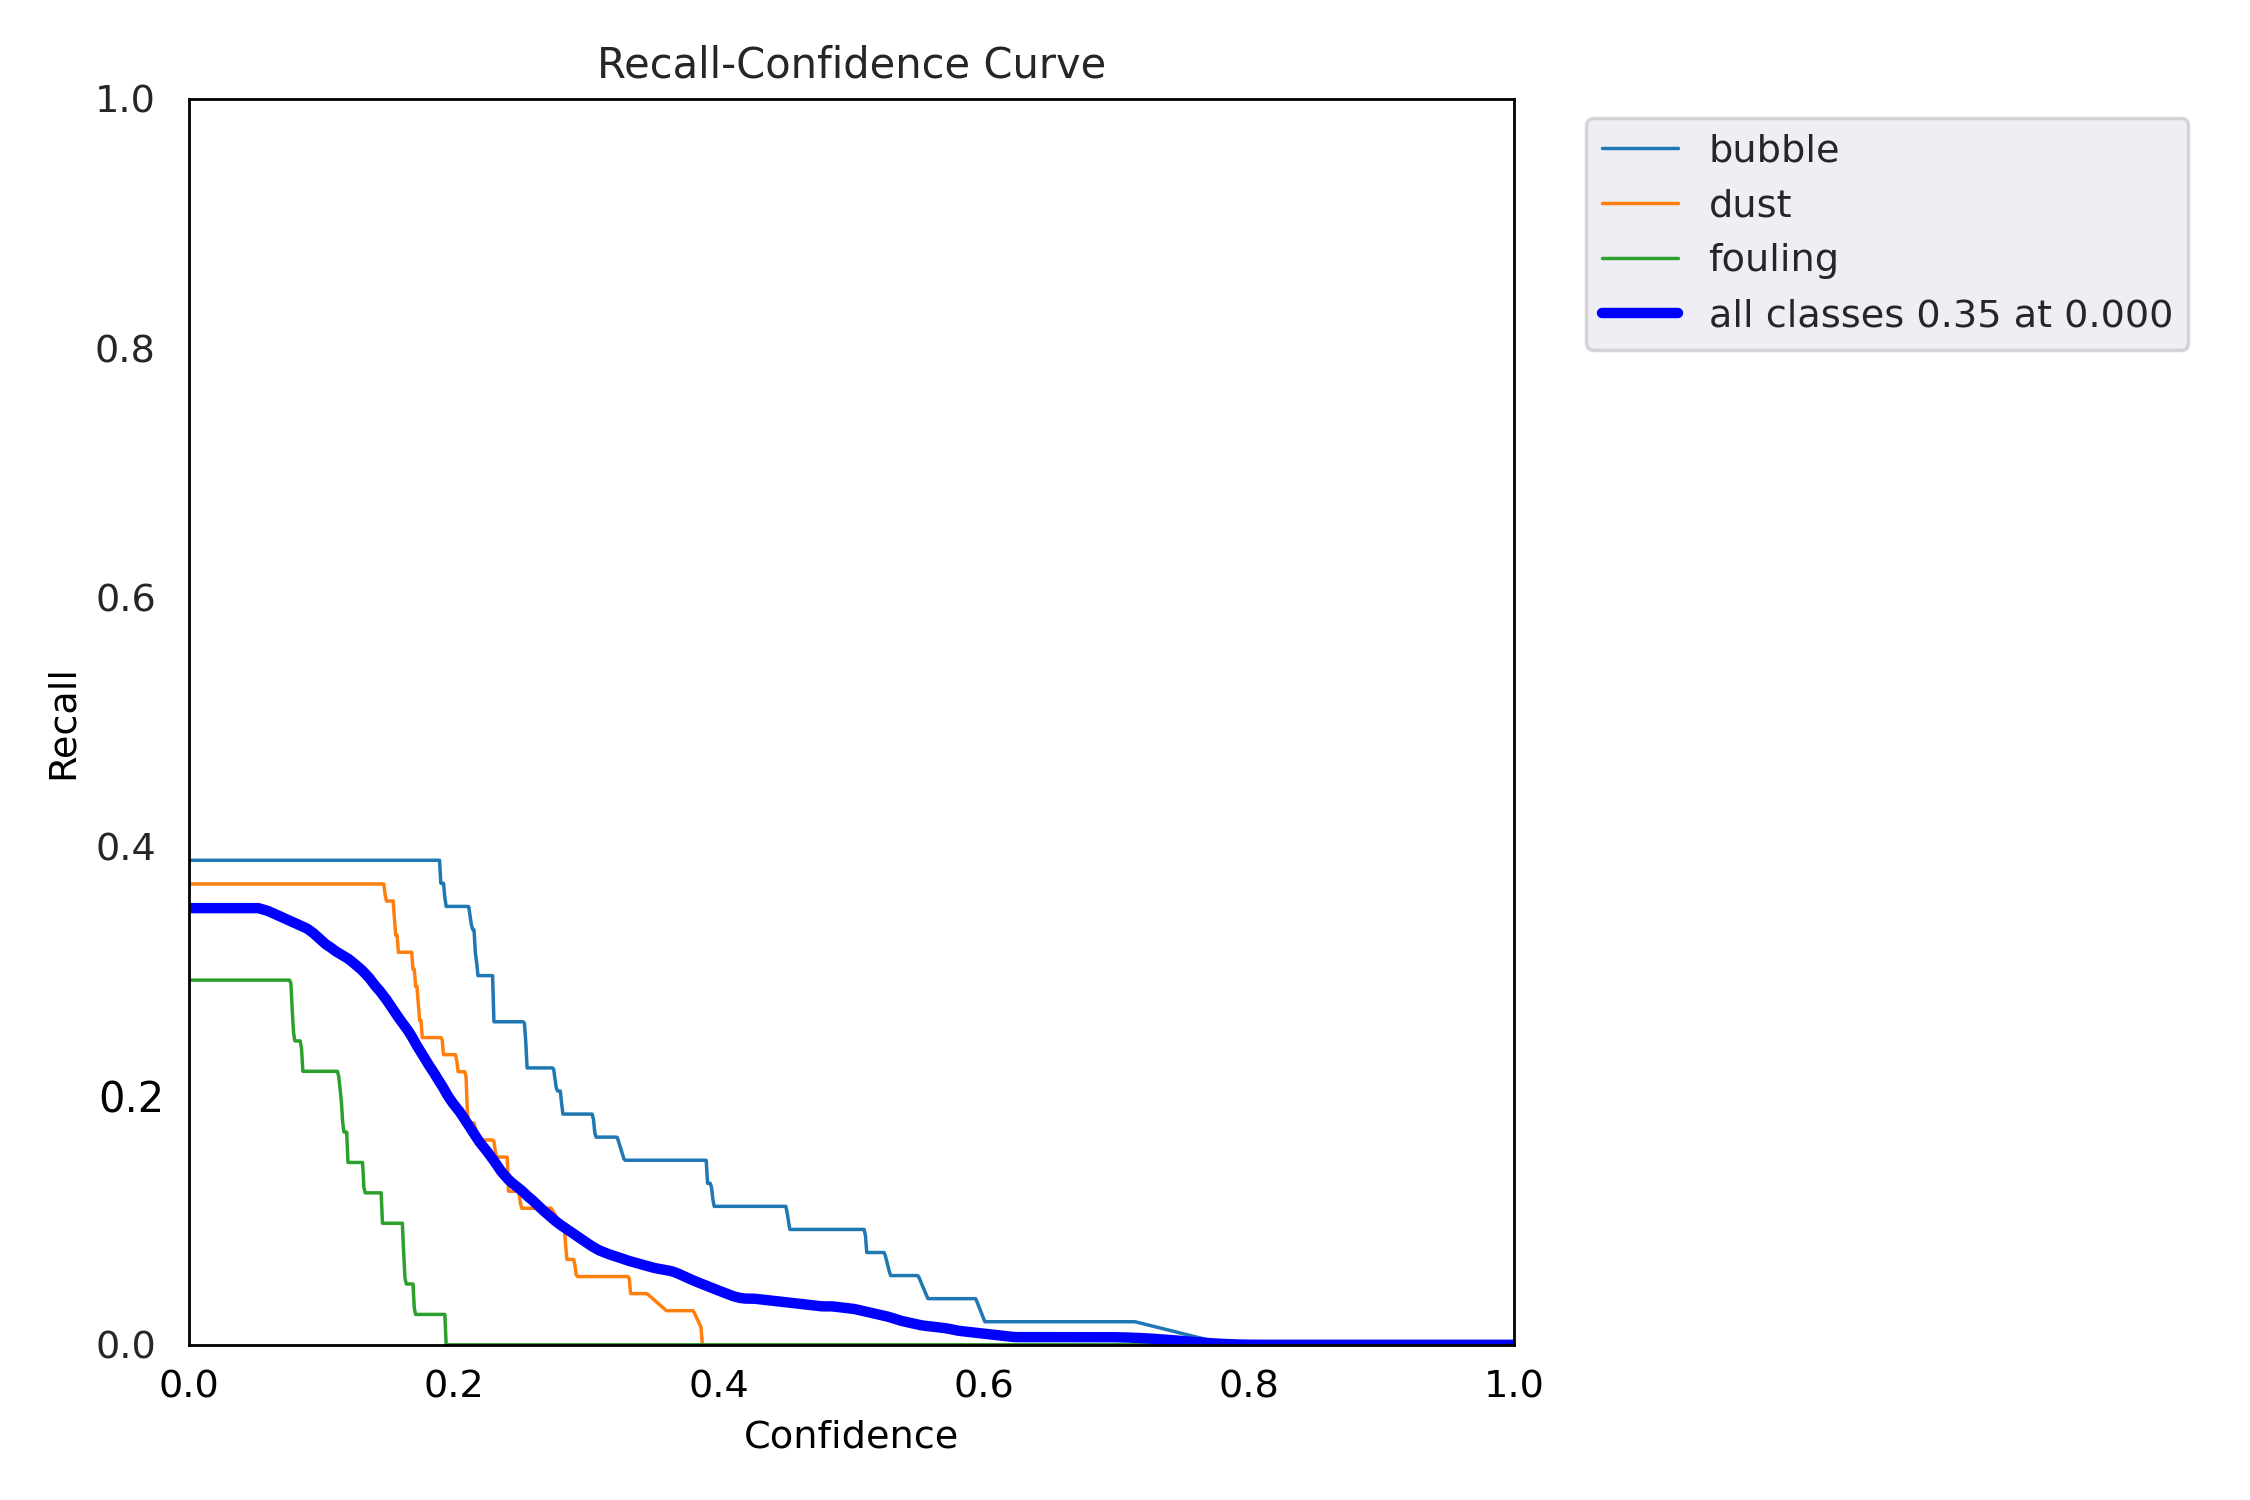 Recall-Confidence Curve
1.0
0.8
0.6
0.4
0.2
0.0
Recall
0.0 0.2 0.4 0.6 0.8 1.0
Confidence
bubble
dust
fouling
all classes 0.35 at 0.000